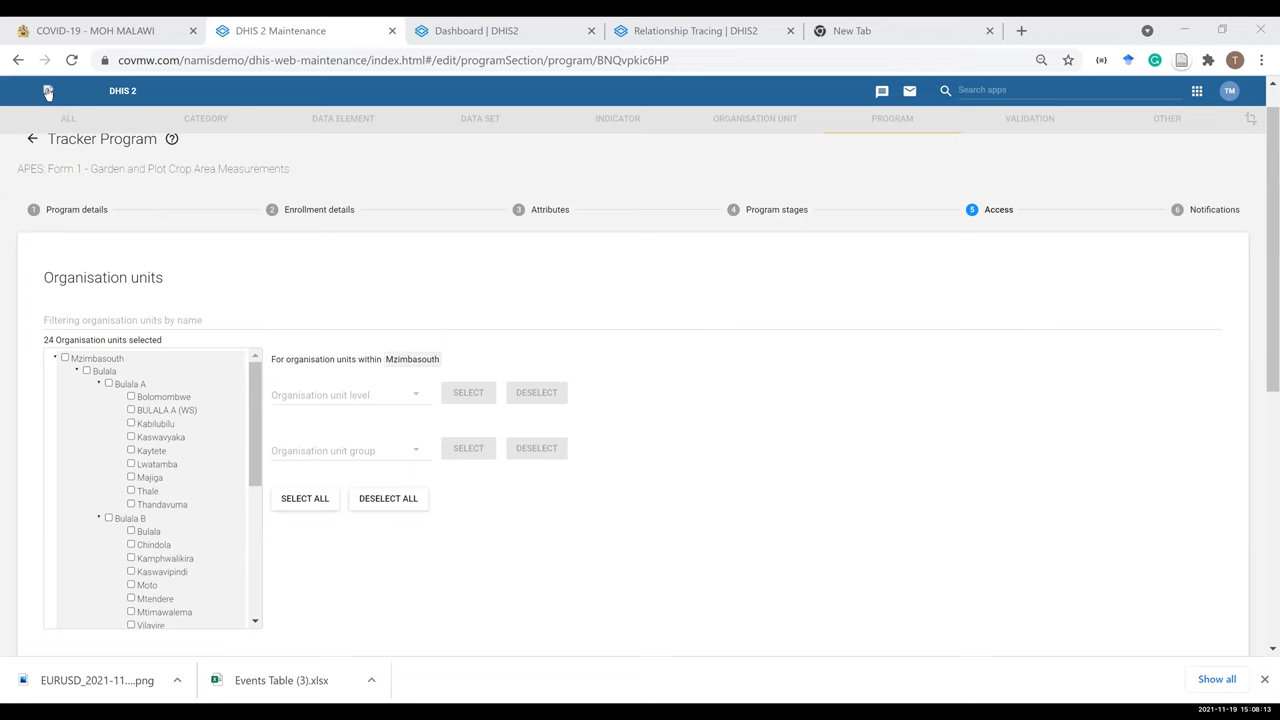 COVID-19 - MOH MALAWI
DHIS 2 Maintenance
Dashboard | DHIS2
Relationship Tracing | DHIS2
New Tab
covmw.com/namisdemo/dhis-web-maintenance/index.html#/edit/programSection/program/BNQvpkic6HP
T
DHIS 2
Search apps
TM
ALL
CATEGORY
DATA ELEMENT
DATA SET
INDICATOR
ORGANISATION UNIT
PROGRAM
VALIDATION
OTHER
Tracker Program
APES: Form 1 - Garden and Plot Crop Area Measurements
1 Program details
2 Enrollment details
3 Attributes
4 Program stages
5 Access
6 Notifications
Organisation units
Filtering organisation units by name
24 Organisation units selected
Mzimbasouth
Bulala
Bulala A
Bolomombwe
BULALA A (WS)
Kabilubilu
Kaswavyaka
Kaytete
Lwatamba
Majiga
Thale
Thandavuma
Bulala B
Bulala
Chindola
Kamphwalikira
Kaswavipindi
Moto
Mtendere
Mtimawalema
Vilavire
For organisation units within Mzimbasouth
Organisation unit level
SELECT
DESELECT
Organisation unit group
SELECT
DESELECT
SELECT ALL
DESELECT ALL
EURUSD_2021-11....png
Events Table (3).xlsx
Show all
2021-11-19 15:08:13